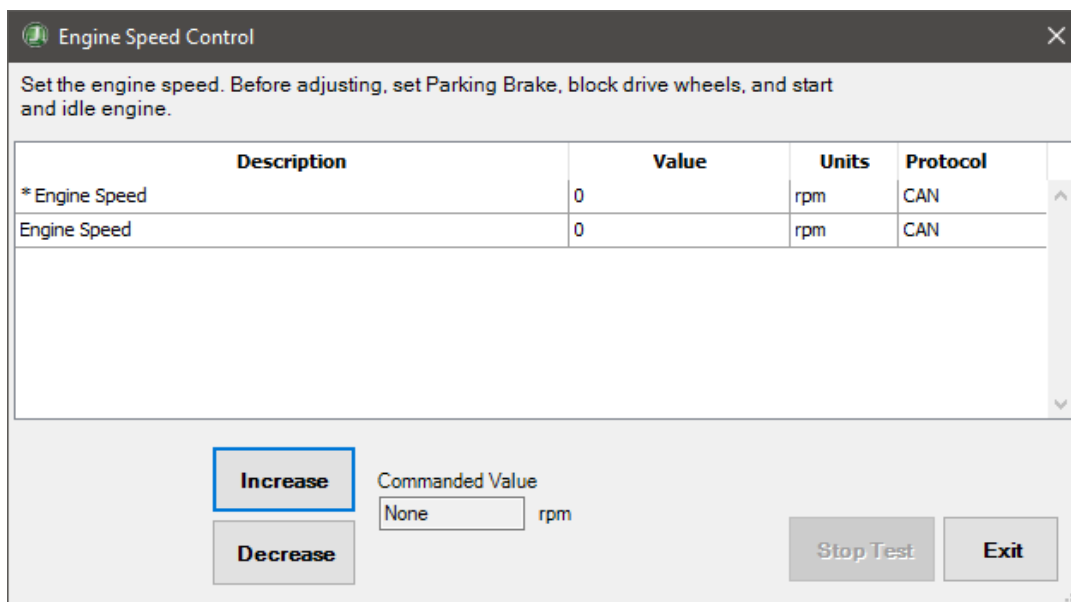 Engine Speed Control
Set the engine speed. Before adjusting, set Parking Brake, block drive wheels, and start
and idle engine.
Description Value Units Protocol
* Engine Speed 0 rpm CAN
Engine Speed 0 rpm CAN
Increase
Commanded Value
None rpm
Decrease
Stop Test Exit